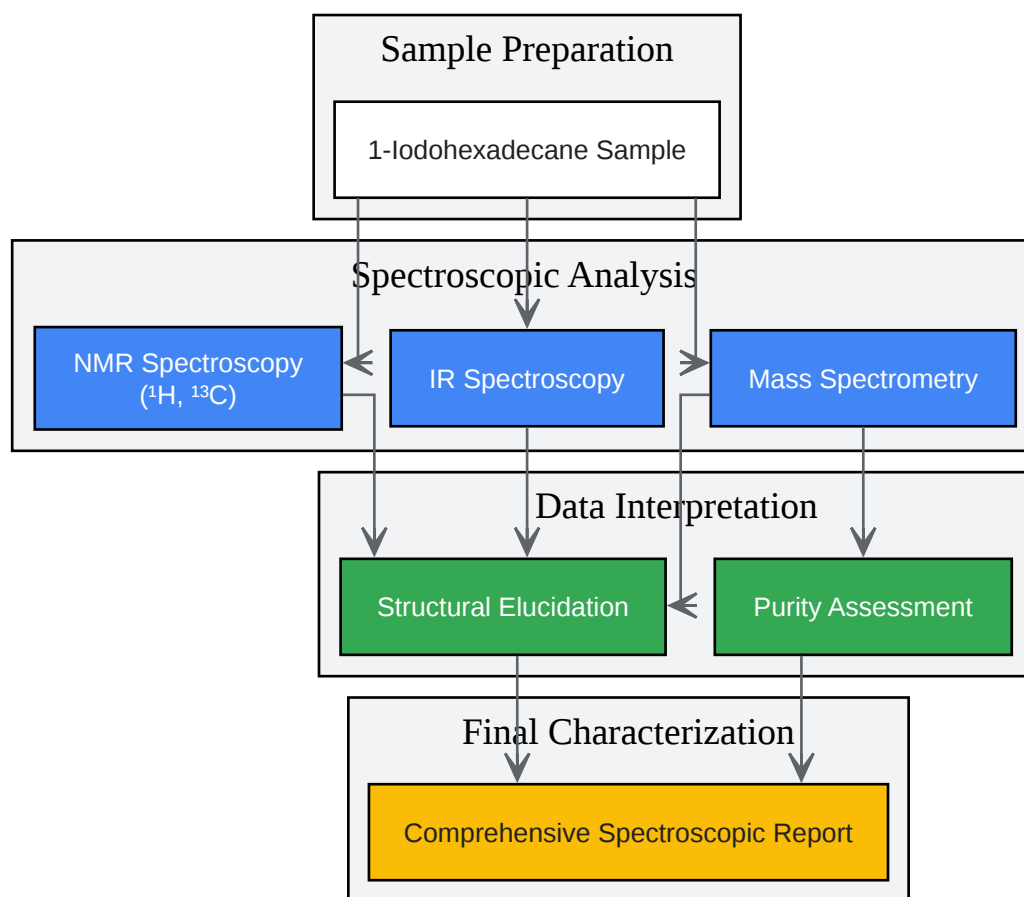 Sample Preparation
1-Iodohexadecane Sample
Spectroscopic Analysis
NMR Spectroscopy
(¹H, ¹³C)
IR Spectroscopy
Mass Spectrometry
Data Interpretation
Structural Elucidation
Purity Assessment
Final Characterization
Comprehensive Spectroscopic Report